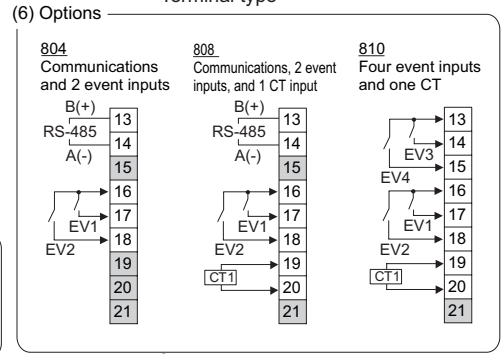 Terminal type
(6) Options
804
Communications
and 2 event inputs
B(+)
RS-485
A(-)
13
14
15
16
17
18
19
20
21
EV1
EV2
808
Communications, 2 event
inputs, and 1 CT input
B(+)
RS-485
A(-)
13
14
15
16
17
18
19
20
21
EV1
EV2
CT1
810
Four event inputs
and one CT
13
14
15
16
17
18
19
20
21
EV3
EV4
EV1
EV2
CT1